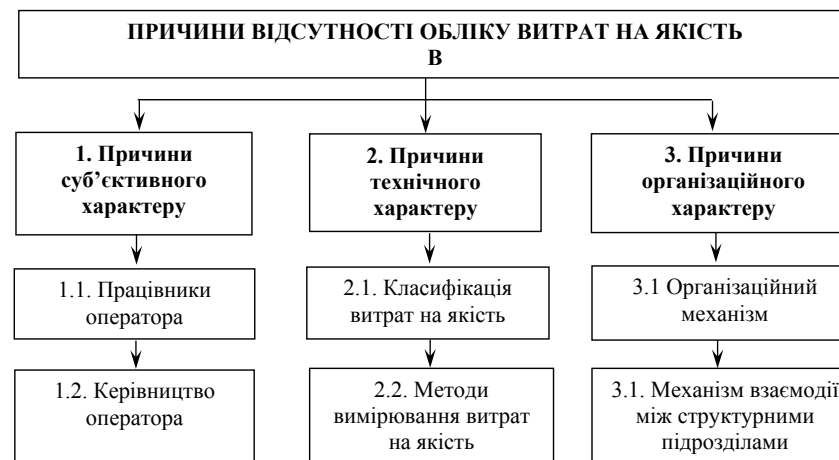 ПРИЧИНИ ВІДСУТНОСТІ ОБЛІКУ ВИТРАТ НА ЯКІСТЬ
В
1. Причини
суб’єктивного
характеру
2. Причини
технічного
характеру
3. Причини
організаційного
характеру
1.1. Працівники
оператора
2.1. Класифікація
витрат на якість
3.1 Організаційний
механізм
1.2. Керівництво
оператора
2.2. Методи
вимірювання витрат
на якість
3.1. Механізм взаємодії
між структурними
підрозділами